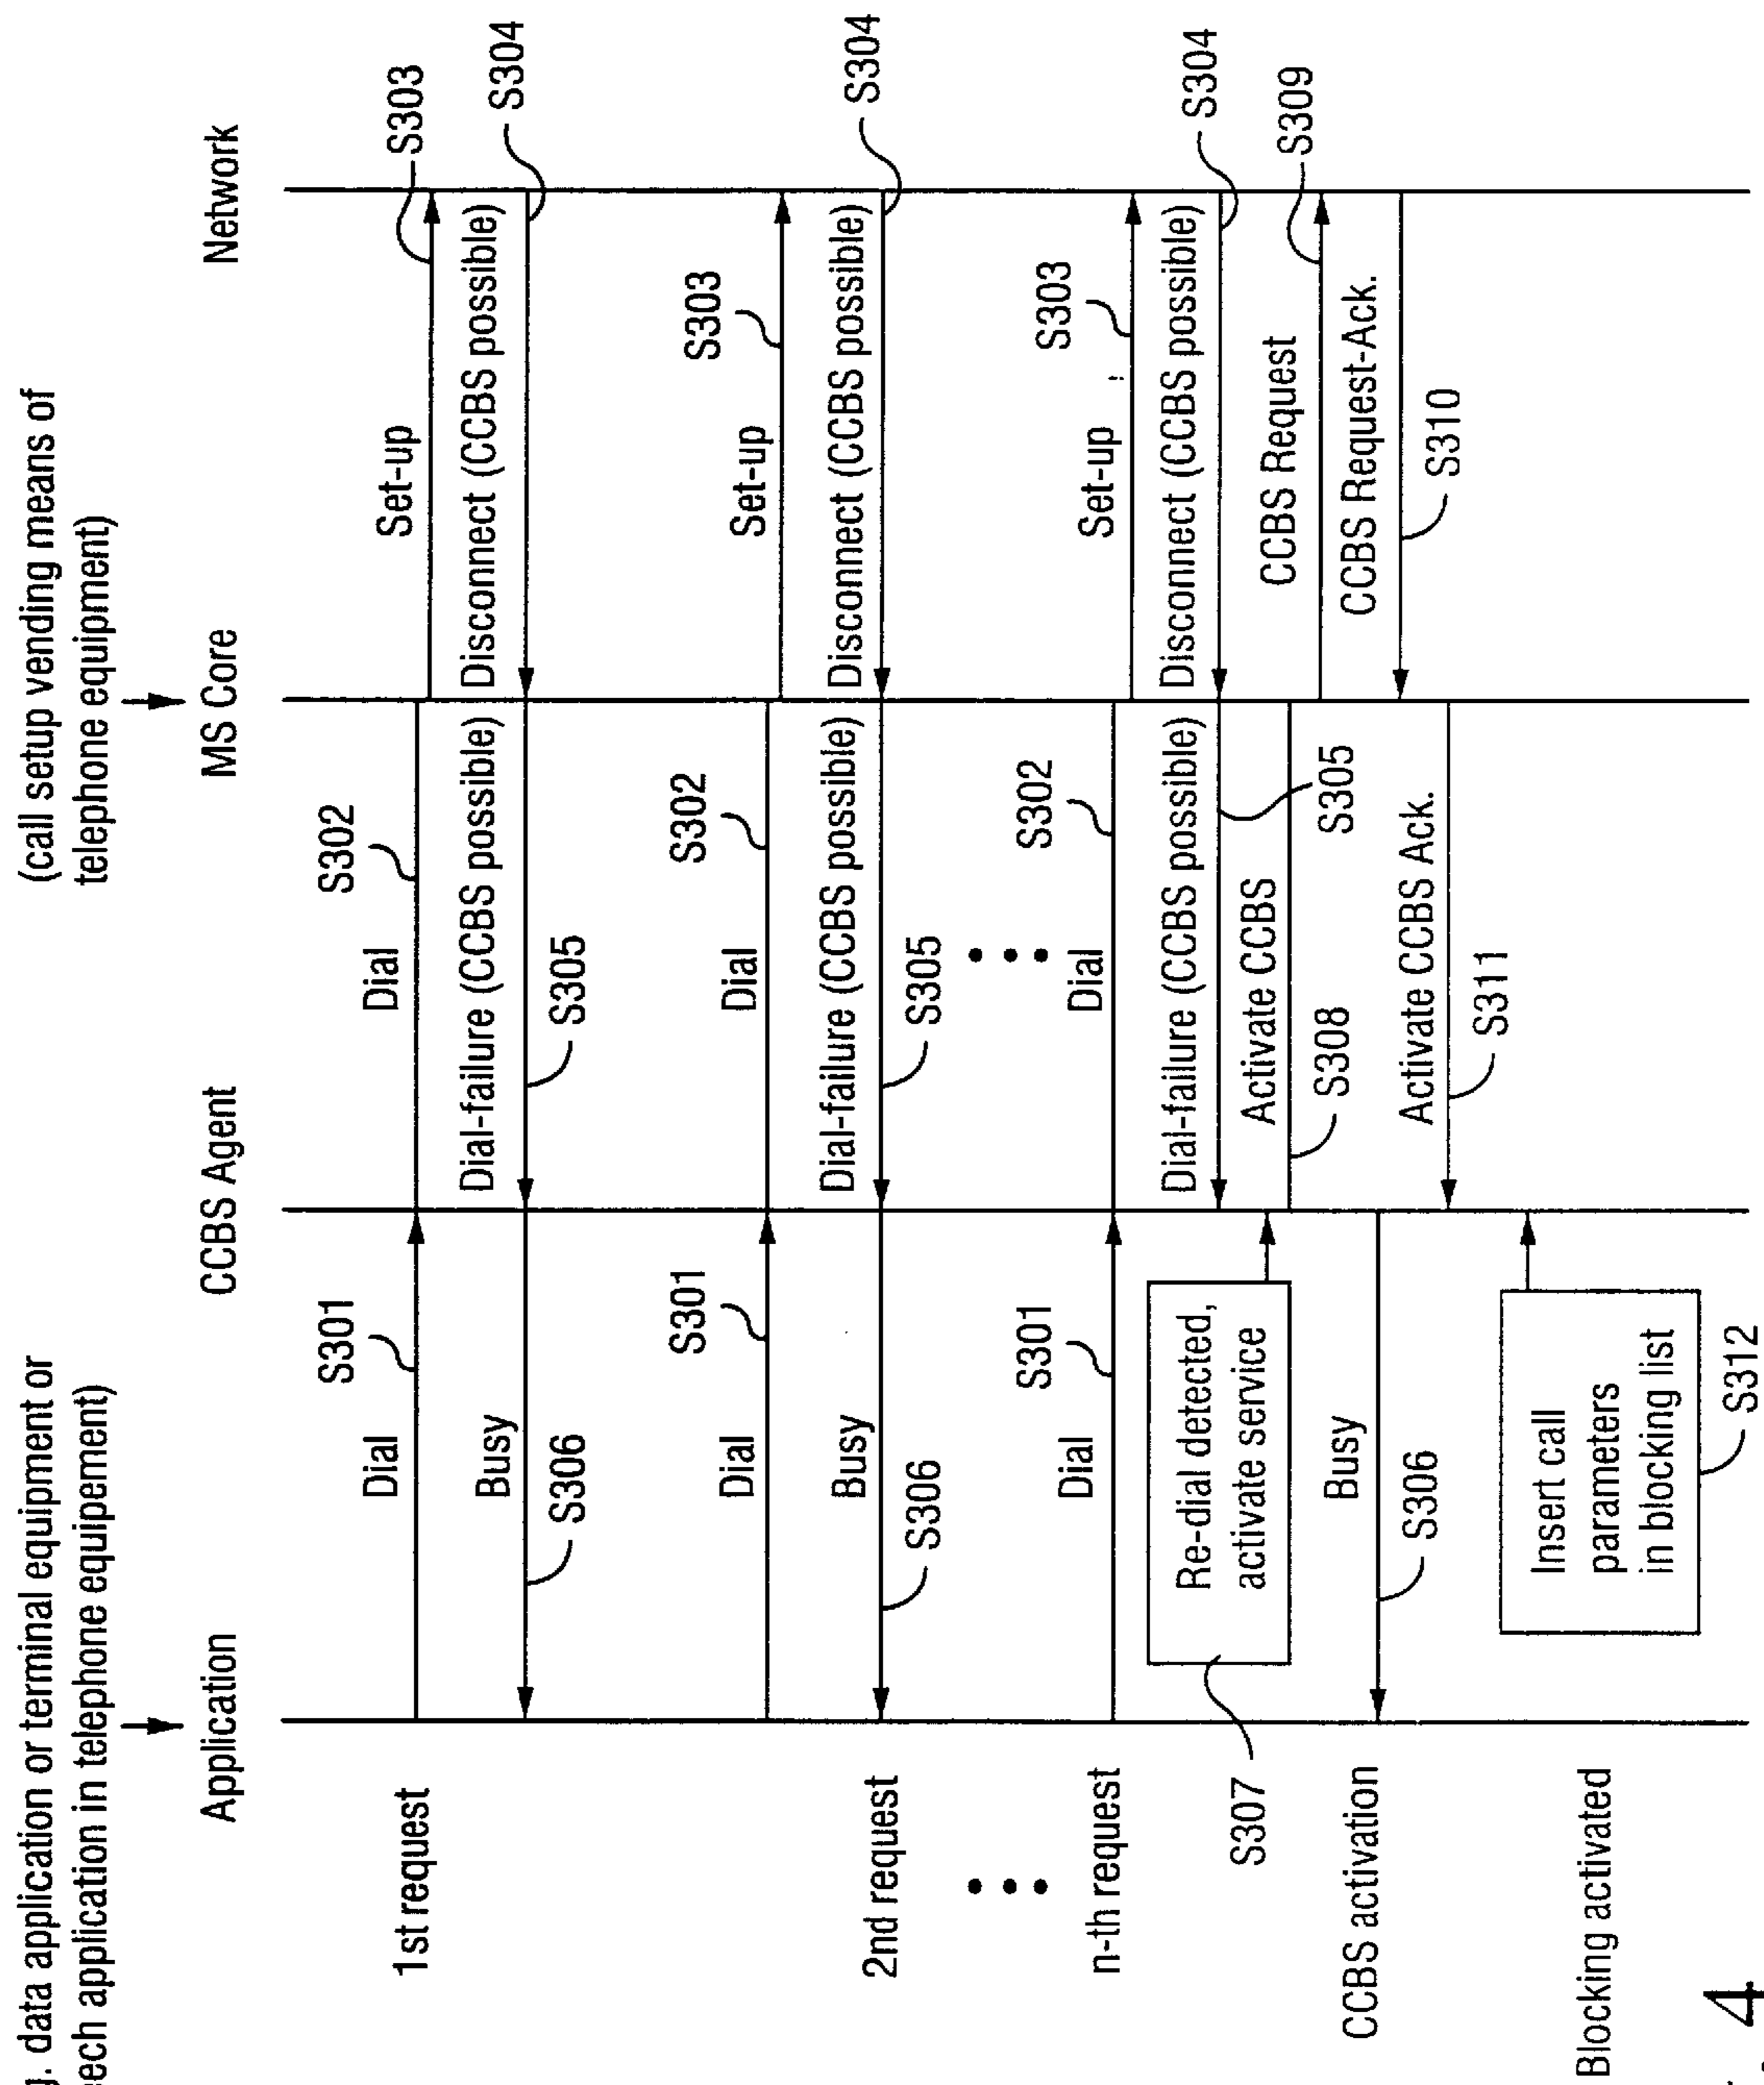 g. data application or terminal equipment or
eech application in telephone equipement)
(call setup vending means of
telephone equipment)
Application
CCBS Agent
MS Core
Network
1st request
Dial
S301
Dial
S302
Set-up
S303
Busy
S306
Dial-failure (CCBS possible)
S305
Disconnect (CCBS possible)
S304
2nd request
Dial
S301
Dial
S302
Set-up
S303
Busy
S306
Dial-failure (CCBS possible)
S305
Disconnect (CCBS possible)
S304
n-th request
Dial
S301
Dial
S302
Set-up
S303
Dial-failure (CCBS possible)
S305
Disconnect (CCBS possible)
S304
S307
Re-dial detected,
activate service
Activate CCBS
S308
CCBS Request
S309
CCBS activation
Busy
S306
CCBS Request-Ack.
S310
Activate CCBS Ack.
S311
Blocking activated
Insert call
parameters
in blocking list
S312
4